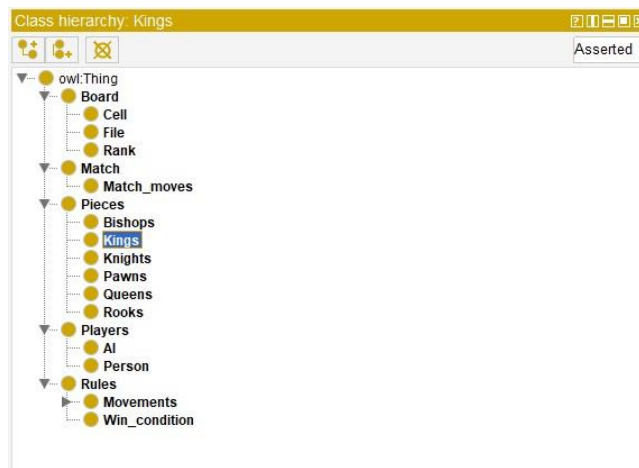 Class hierarchy: Kings
Asserted
owl:Thing
Board
Cell
File
Rank
Match
Match_moves
Pieces
Bishops
Kings
Knights
Pawns
Queens
Rooks
Players
AI
Person
Rules
Movements
Win_condition